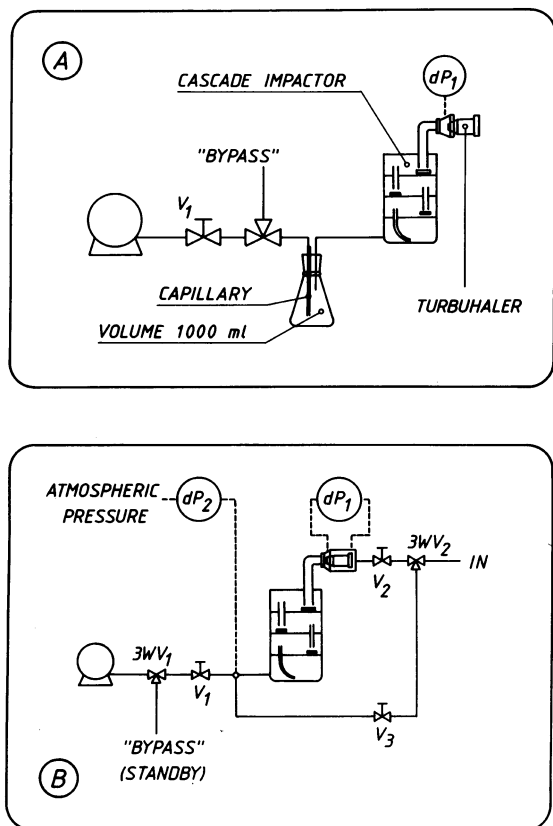 A
CASCADE IMPACTOR
dP1
"BYPASS"
V1
CAPILLARY
VOLUME 1000 ml
TURBUHALER
ATMOSPHERIC
PRESSURE
dP2
dP1
3WV2
IN
V2
3WV1
V1
V3
"BYPASS"
(STANDBY)
B